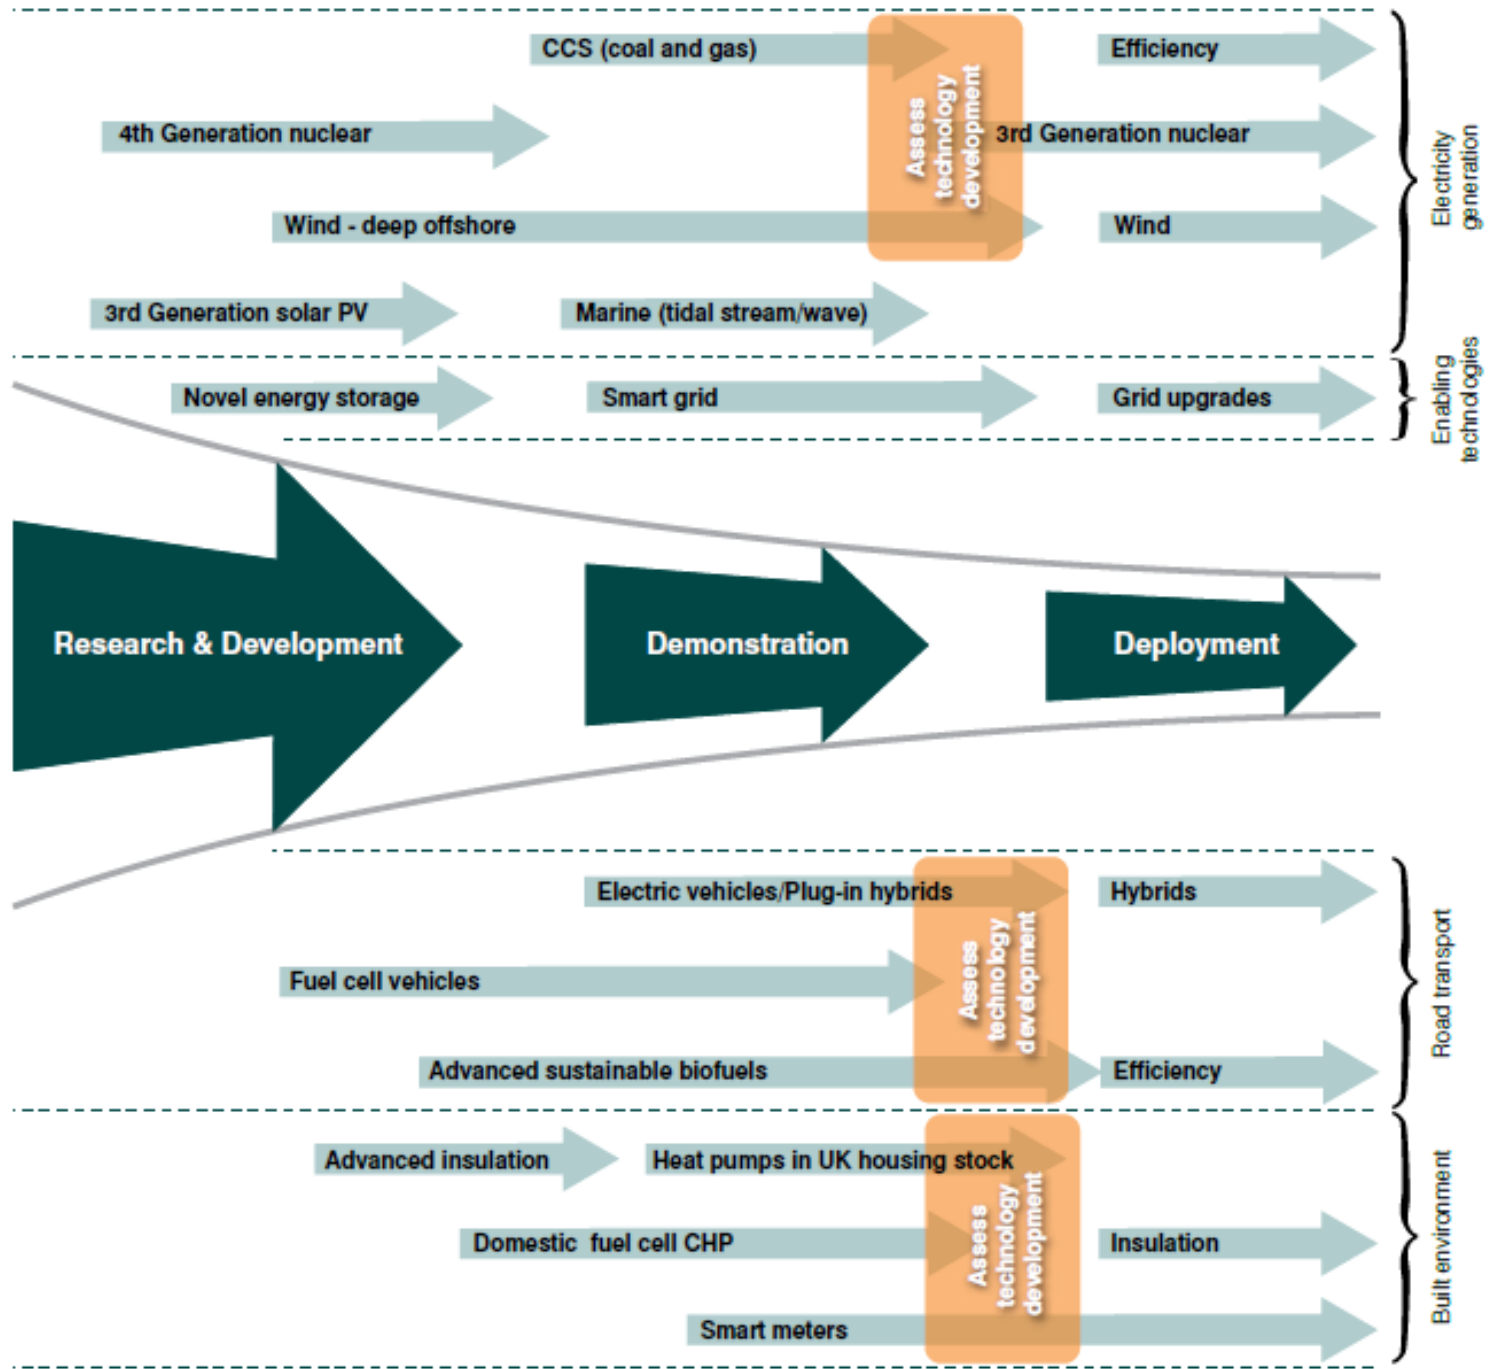 CCS (coal and gas)
Efficiency
4th Generation nuclear
Assess
technology
development
3rd Generation nuclear
Wind - deep offshore
Wind
3rd Generation solar PV
Marine (tidal stream/wave)
Electricity
generation
Novel energy storage
Smart grid
Grid upgrades
Enabling
technologies
Research & Development
Demonstration
Deployment
Electric vehicles/Plug-in hybrids
Hybrids
Fuel cell vehicles
Assess
technology
development
Advanced sustainable biofuels
Efficiency
Road transport
Advanced insulation
Heat pumps in UK housing stock
Domestic fuel cell CHP
Assess
technology
development
Insulation
Smart meters
Built environment